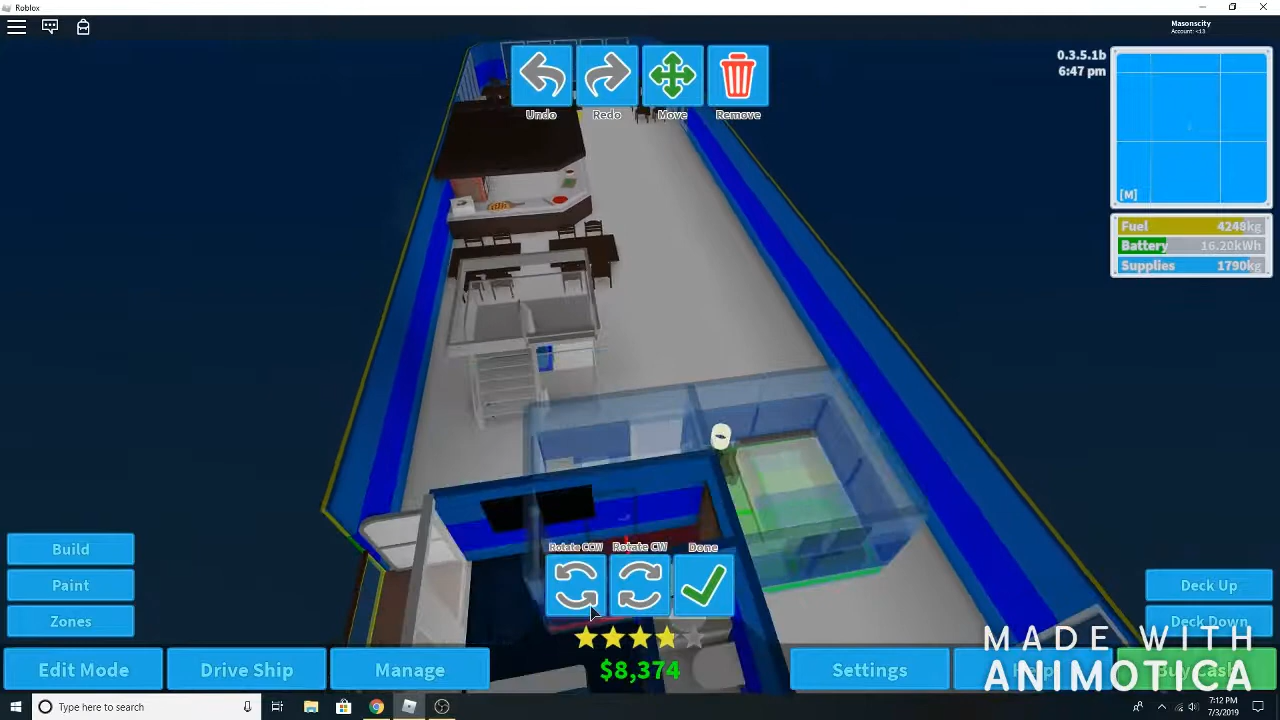 Roblox
Masonscity
Account: <13
0.3.5.1b
6:47 pm
Undo
Redo
Move
Remove
[M]
Fuel 4248kg
Battery 16.20kWh
Supplies 1790kg
Rotate CCW
Rotate CW
Done
Build
Paint
Zones
Deck Up
Deck Down
Edit Mode
Drive Ship
Manage
$8,374
Settings
MADE WITH
ANIMOTICA
Type here to search
7:12 PM
7/3/2019